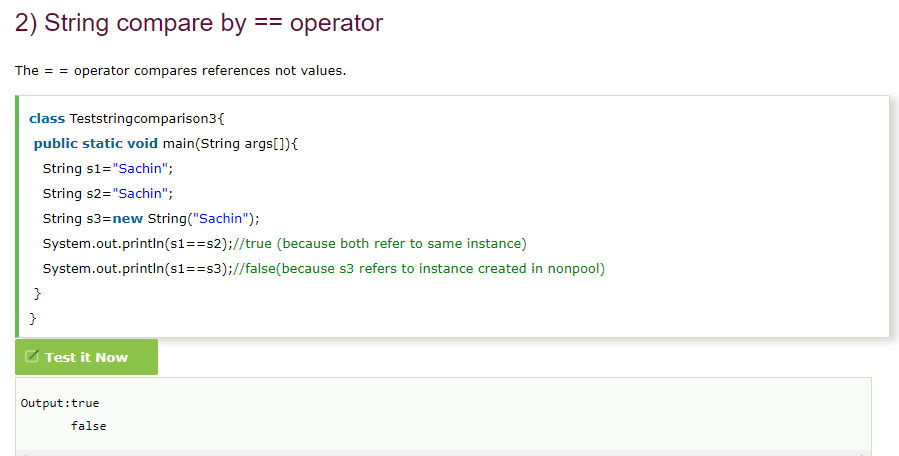 2) String compare by == operator
The = = operator compares references not values.
class Teststringcomparison3{
public static void main(String args[]){
String s1="Sachin";
String s2="Sachin";
String s3=new String("Sachin");
System.out.println(s1==s2);//true (because both refer to same instance)
System.out.println(s1==s3);//false(because s3 refers to instance created in nonpool)
}
}
Test it Now
Output:true
false